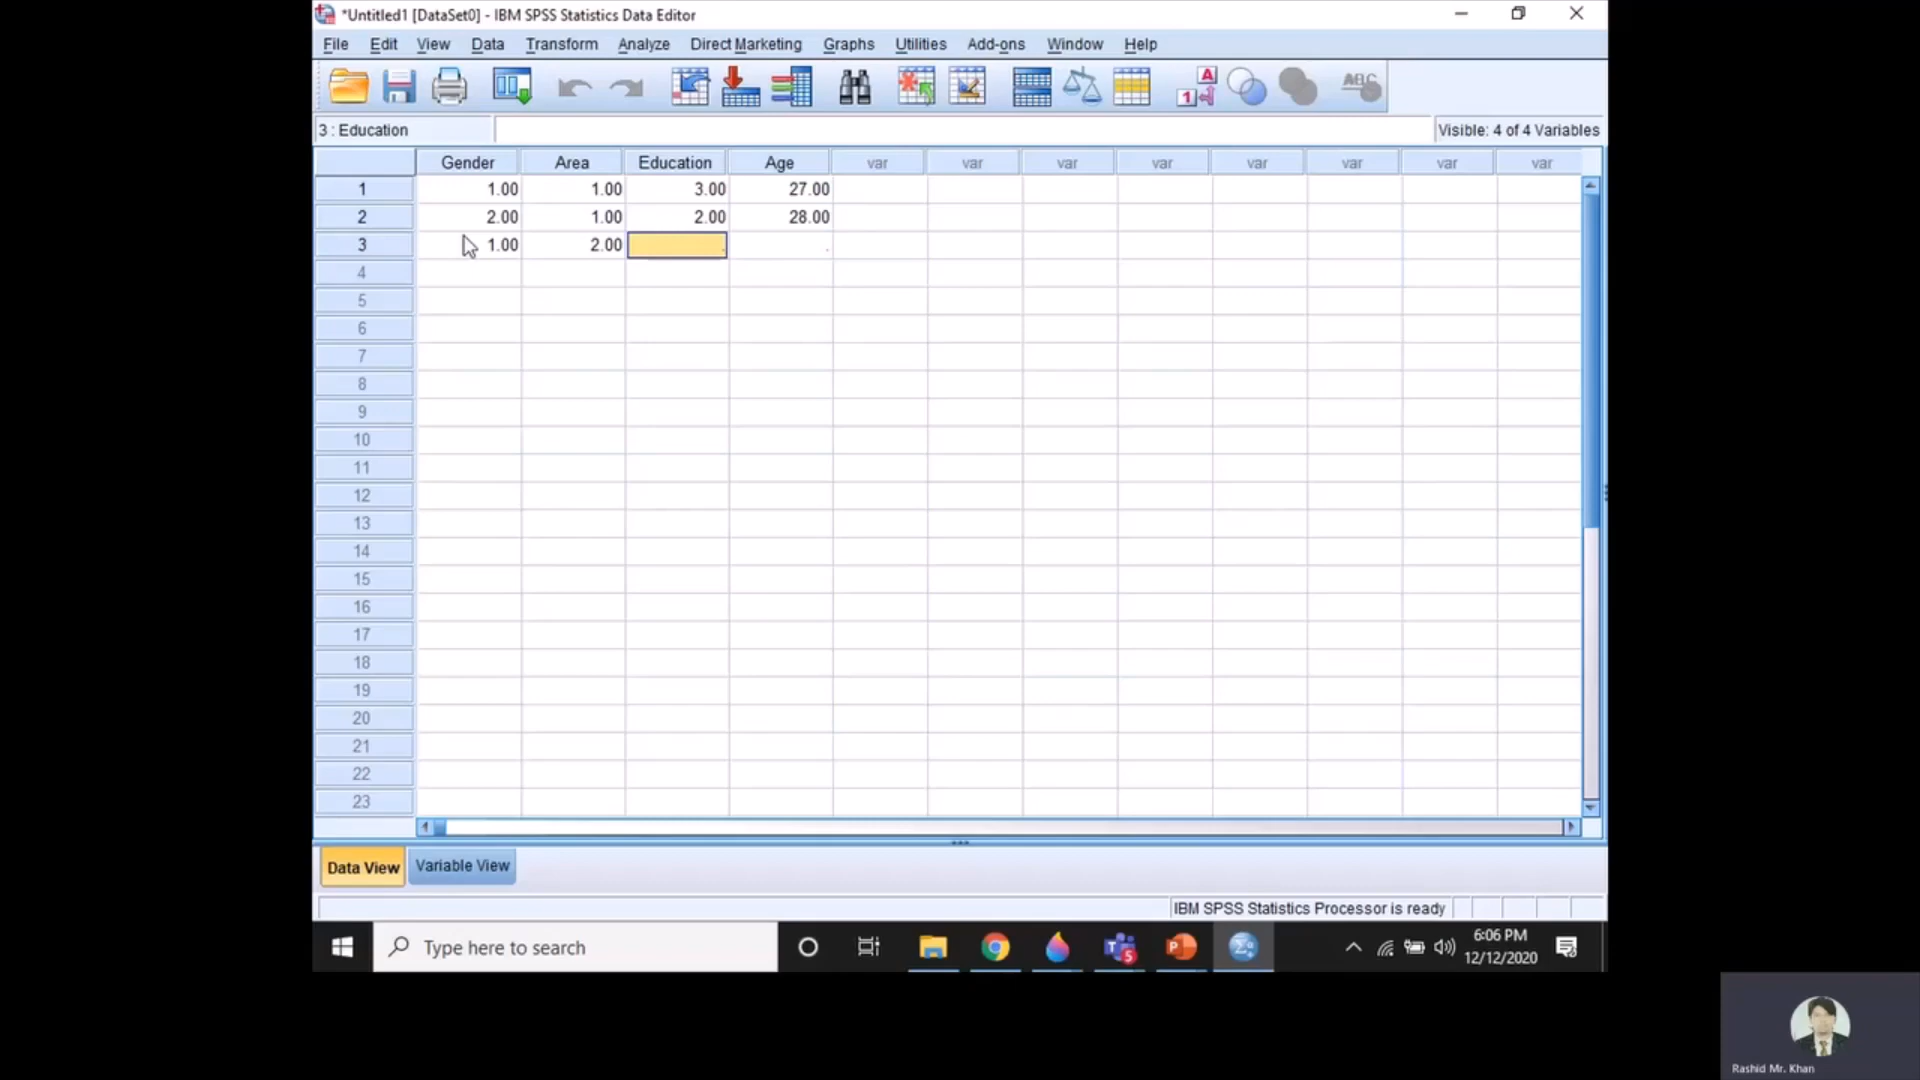 *Untitled1 [DataSet0] - IBM SPSS Statistics Data Editor
File Edit View Data Transform Analyze Direct Marketing Graphs Utilities Add-ons Window Help
A
1
ABC
3 : Education
Visible: 4 of 4 Variables
Gender Area Education Age var var var var var var var var
1 1.00 1.00 3.00 27.00
2 2.00 1.00 2.00 28.00
3 1.00 2.00 . .
4
5
6
7
8
9
10
11
12
13
14
15
16
17
18
19
20
21
22
23
Data View Variable View
IBM SPSS Statistics Processor is ready
Type here to search
T 5
P
Σ
6:06 PM
12/12/2020
Rashid Mr. Khan